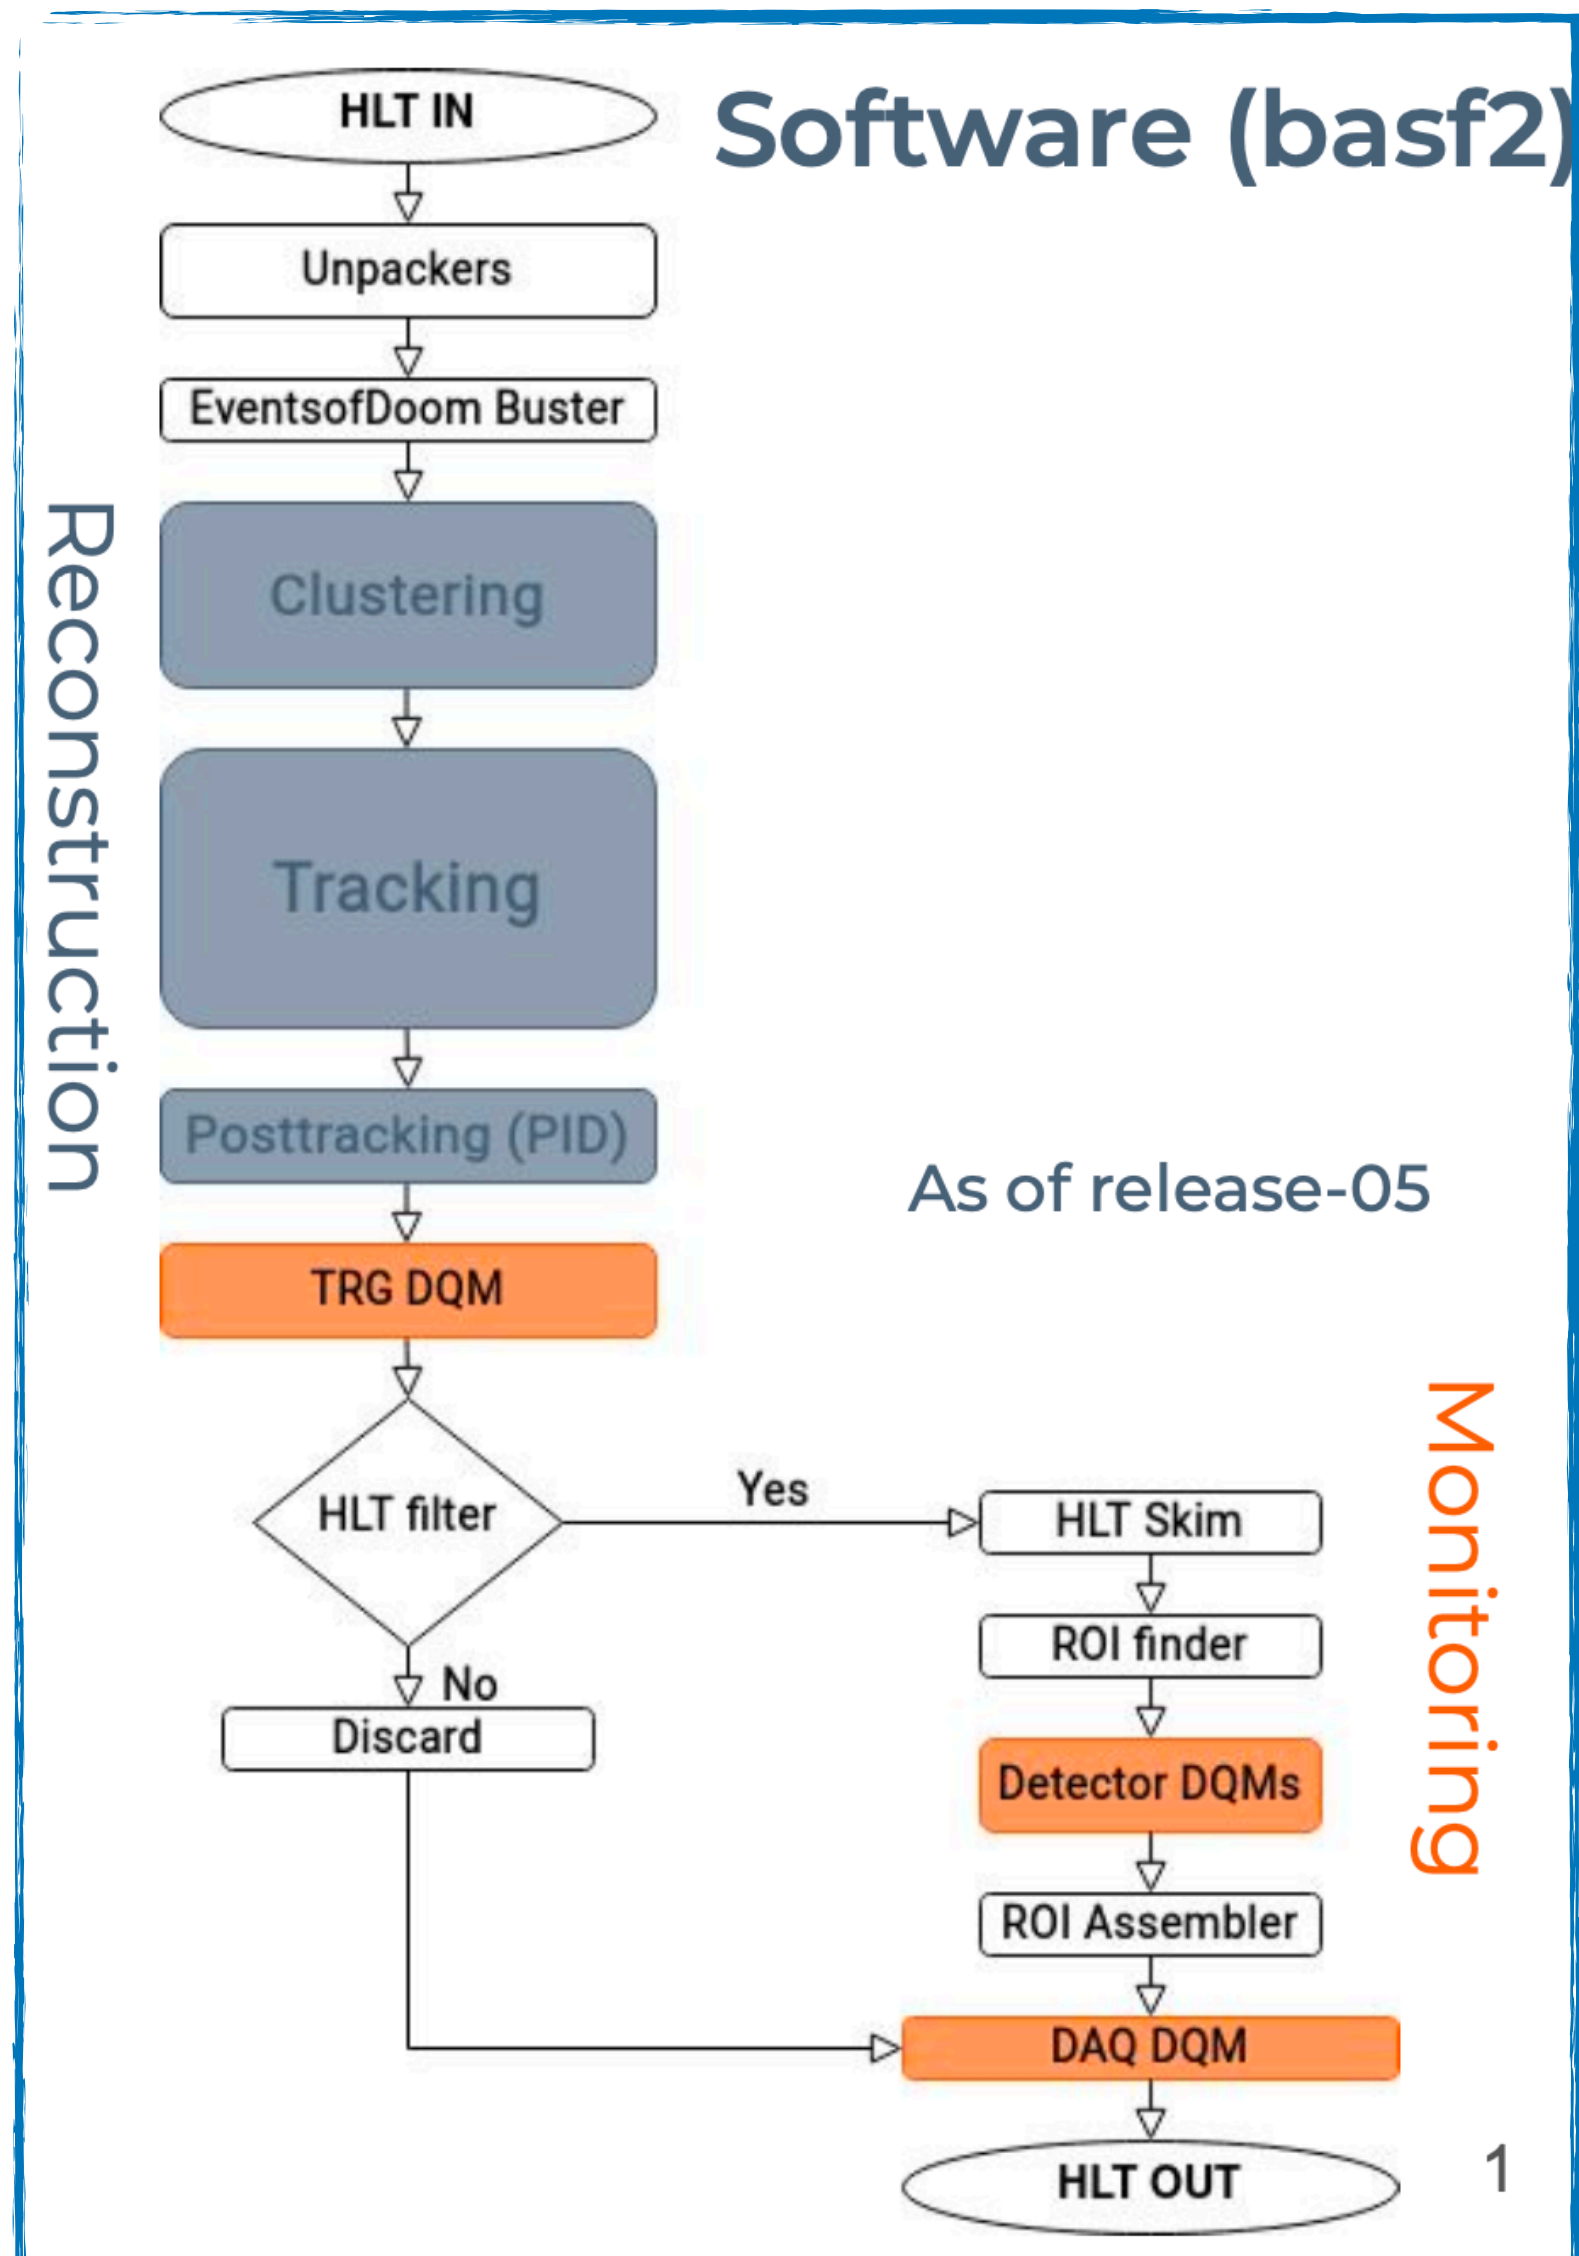 Software (basf2)
HLT IN
Unpackers
EventsofDoom Buster
Reconstruction
Clustering
Tracking
Posttracking (PID)
As of release-05
TRG DQM
HLT filter
Yes
No
Discard
Monitoring
HLT Skim
ROI finder
Detector DQMs
ROI Assembler
DAQ DQM
HLT OUT
1